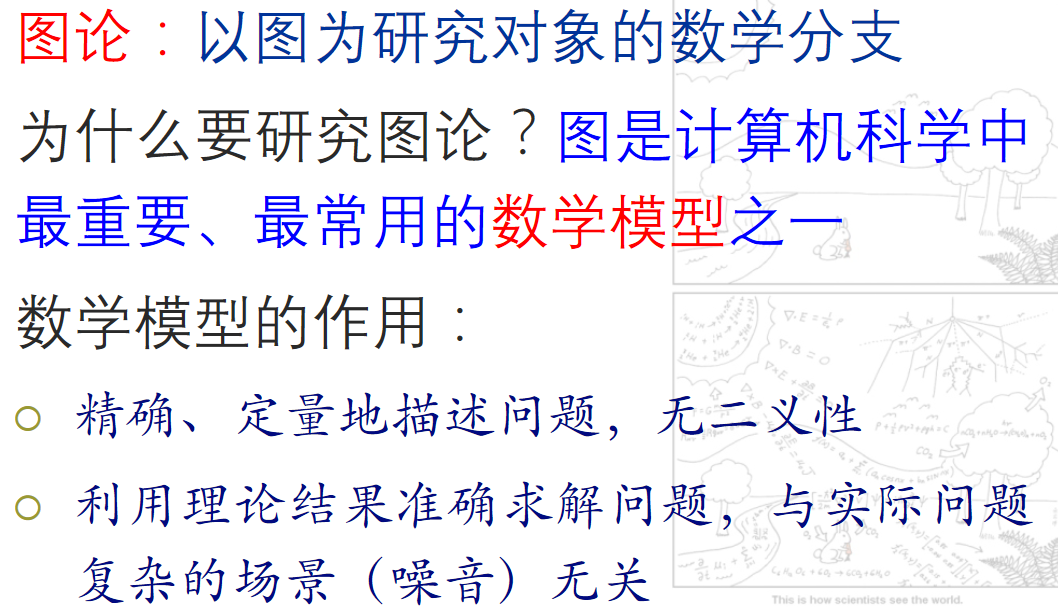 图论：以图为研究对象的数学分支
为什么要研究图论？图是计算机科学中
最重要、最常用的数学模型之一
数学模型的作用：
精确、定量地描述问题，无二义性
利用理论结果准确求解问题，与实际问题
复杂的场景（噪音）无关
This is how scientists see the world.